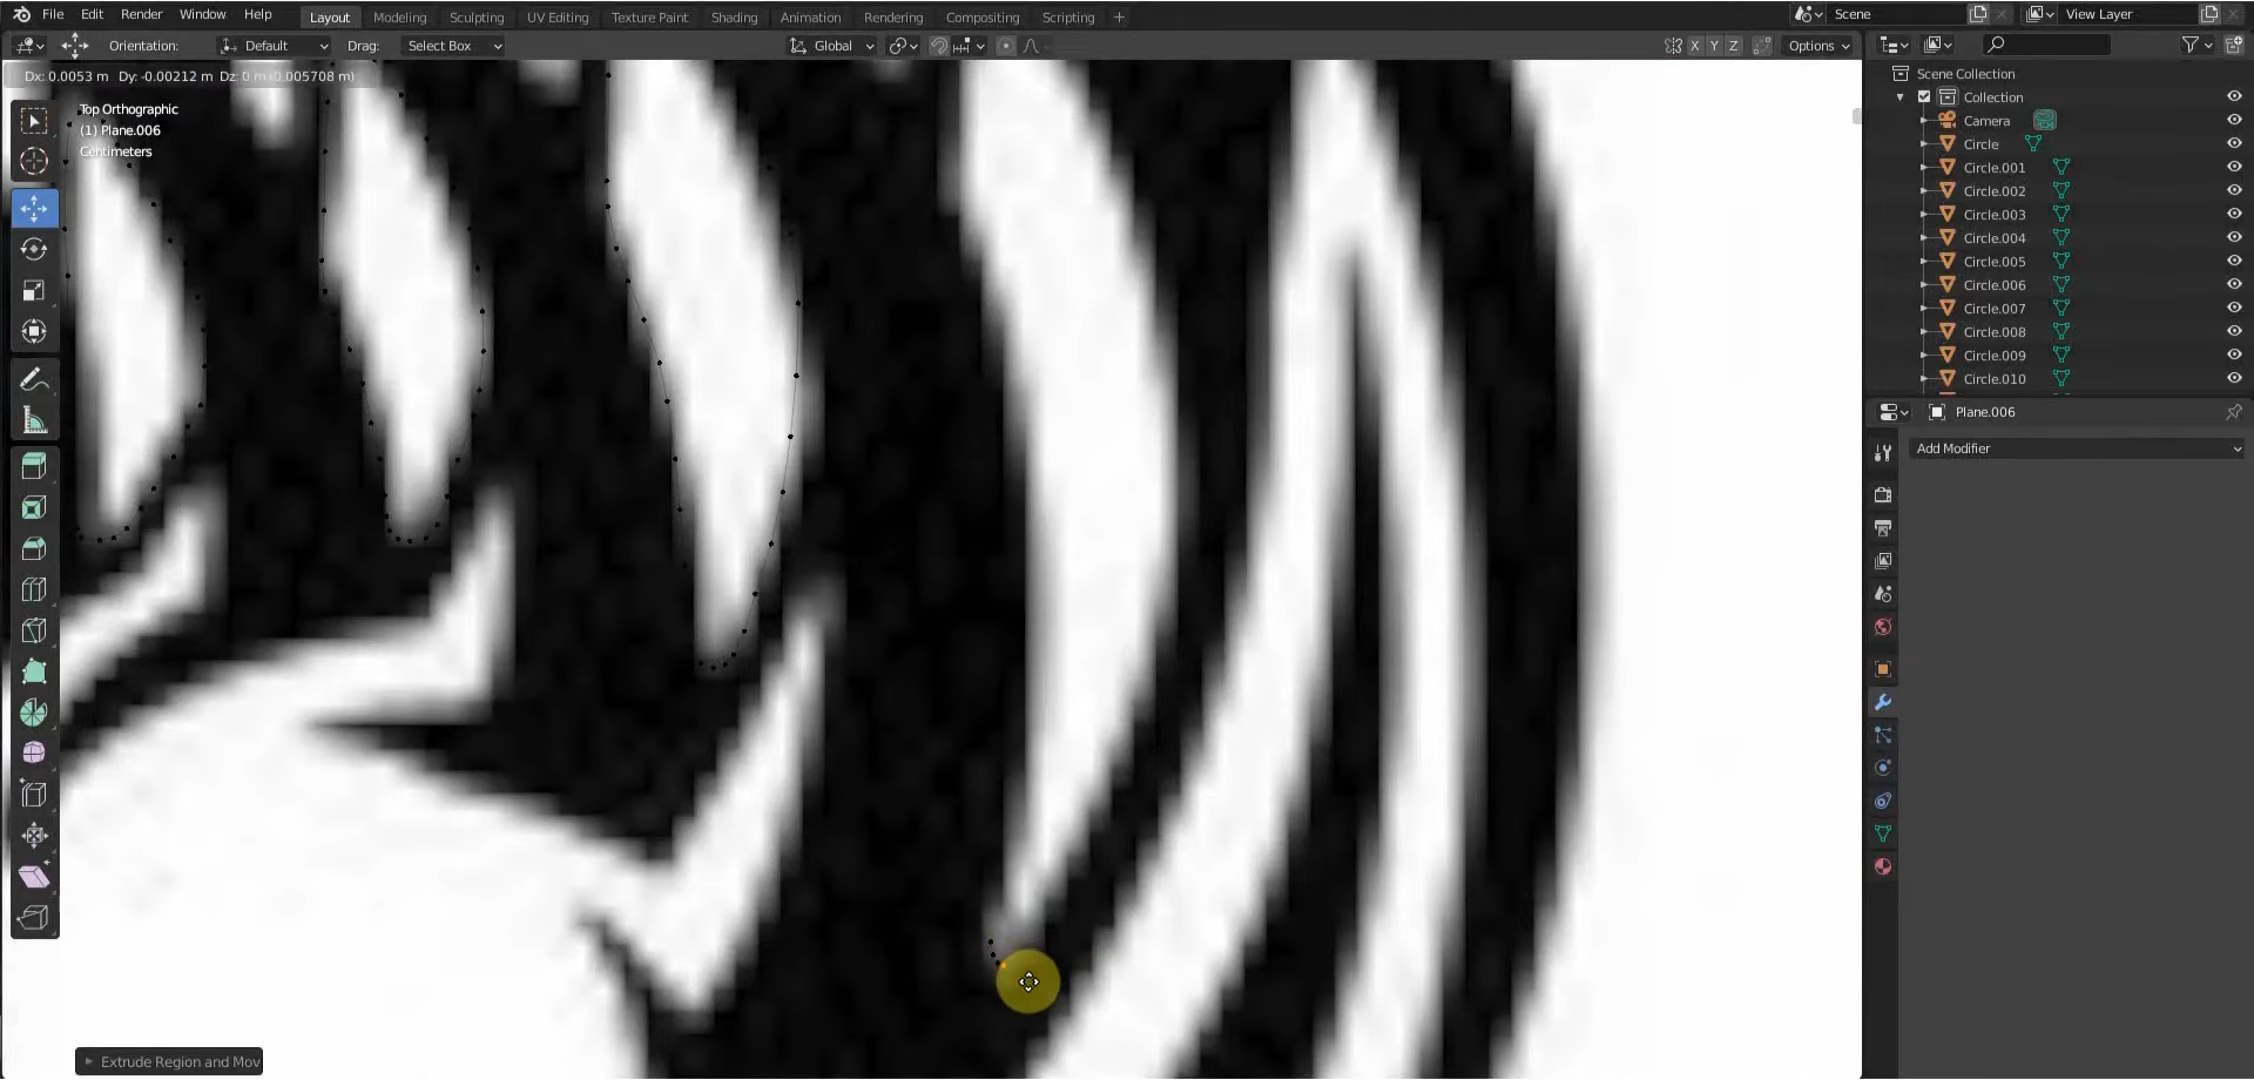 File Edit Render Window Help Layout Modeling Sculpting UV Editing Texture Paint Shading Animation Rendering Compositing Scripting + Scene View Layer
Orientation: Default Drag: Select Box Global X Y Z Options
Dx: 0.0053 m Dy: -0.00212 m Dz: 0 m (0.005708 m)
Top Orthographic
(1) Plane.006
Centimeters
Scene Collection
Collection
Camera
Circle
Circle.001
Circle.002
Circle.003
Circle.004
Circle.005
Circle.006
Circle.007
Circle.008
Circle.009
Circle.010
Plane.006
Add Modifier
Extrude Region and Mov